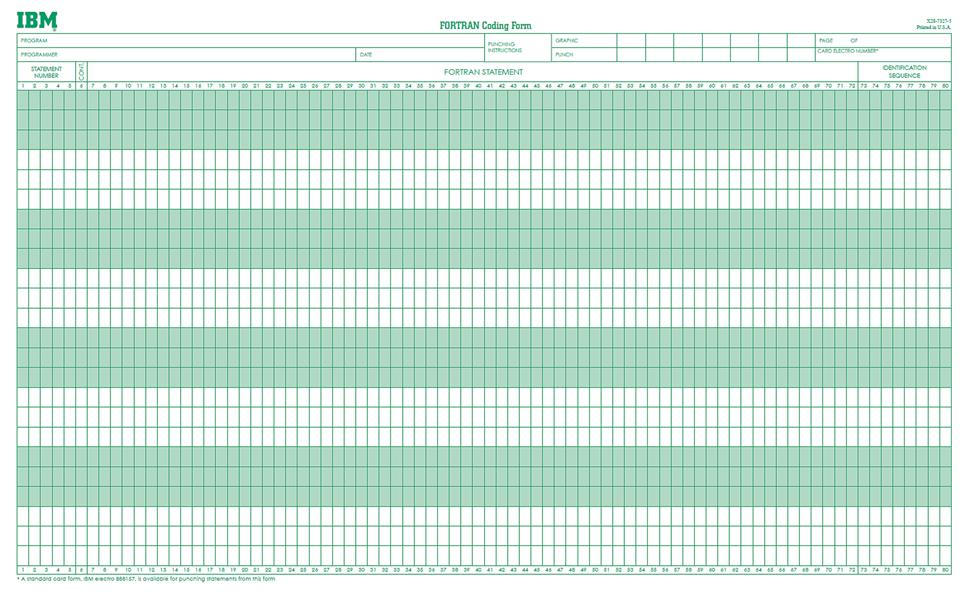 IBM®
FORTRAN Coding Form
X28-7327-5
Printed in U.S.A.
PROGRAM
PUNCHING INSTRUCTIONS
GRAPHIC
PAGE OF
PROGRAMMER
DATE
PUNCH
CARD ELECTRO NUMBER*
STATEMENT NUMBER
CONT.
FORTRAN STATEMENT
IDENTIFICATION SEQUENCE
1 2 3 4 5 6 7 8 9 10 11 12 13 14 15 16 17 18 19 20 21 22 23 24 25 26 27 28 29 30 31 32 33 34 35 36 37 38 39 40 41 42 43 44 45 46 47 48 49 50 51 52 53 54 55 56 57 58 59 60 61 62 63 64 65 66 67 68 69 70 71 72 73 74 75 76 77 78 79 80
1 2 3 4 5 6 7 8 9 10 11 12 13 14 15 16 17 18 19 20 21 22 23 24 25 26 27 28 29 30 31 32 33 34 35 36 37 38 39 40 41 42 43 44 45 46 47 48 49 50 51 52 53 54 55 56 57 58 59 60 61 62 63 64 65 66 67 68 69 70 71 72 73 74 75 76 77 78 79 80
* A standard card form, IBM electro 888157, is available for punching statements from this form